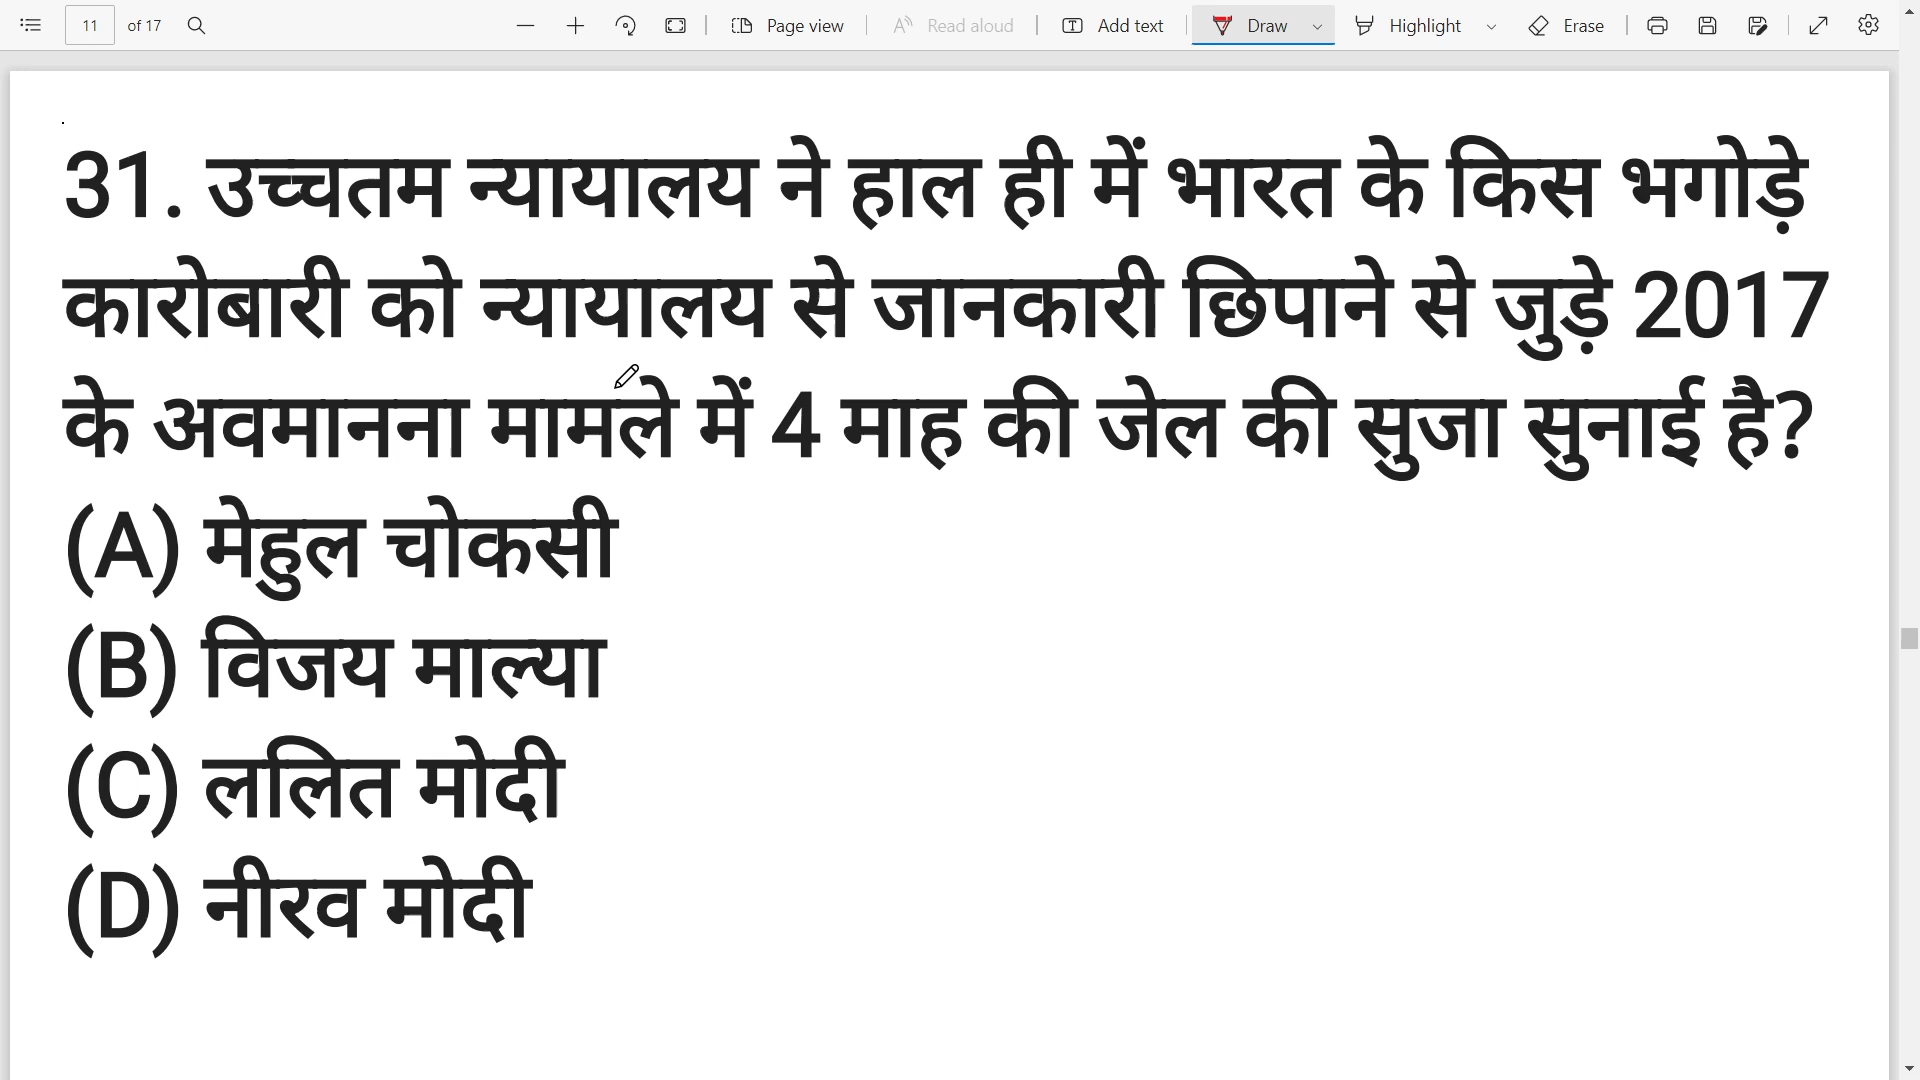 11 of 17 Page view Read aloud Add text Draw Highlight Erase
31. उच्चतम न्यायालय ने हाल ही में भारत के किस भगोड़े
कारोबारी को न्यायालय से जानकारी छिपाने से जुड़े 2017
के अवमानना मामले में 4 माह की जेल की सुजा सुनाई है?
(A) मेहुल चोकसी
(B) विजय माल्या
(C) ललित मोदी
(D) नीरव मोदी